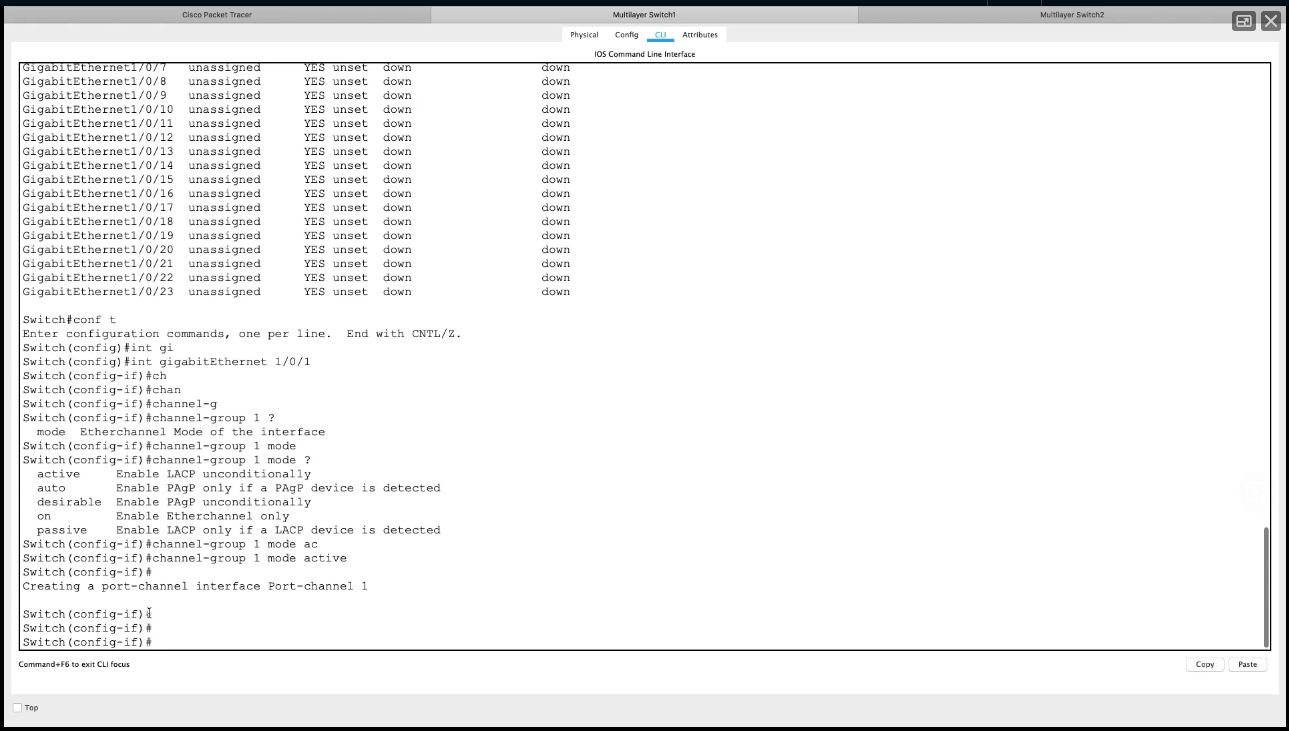 Cisco Packet Tracer
Multilayer Switch1
Multilayer Switch2
Physical Config CLI Attributes
IOS Command Line Interface
GigabitEthernet1/0/7 unassigned YES unset down down
GigabitEthernet1/0/8 unassigned YES unset down down
GigabitEthernet1/0/9 unassigned YES unset down down
GigabitEthernet1/0/10 unassigned YES unset down down
GigabitEthernet1/0/11 unassigned YES unset down down
GigabitEthernet1/0/12 unassigned YES unset down down
GigabitEthernet1/0/13 unassigned YES unset down down
GigabitEthernet1/0/14 unassigned YES unset down down
GigabitEthernet1/0/15 unassigned YES unset down down
GigabitEthernet1/0/16 unassigned YES unset down down
GigabitEthernet1/0/17 unassigned YES unset down down
GigabitEthernet1/0/18 unassigned YES unset down down
GigabitEthernet1/0/19 unassigned YES unset down down
GigabitEthernet1/0/20 unassigned YES unset down down
GigabitEthernet1/0/21 unassigned YES unset down down
GigabitEthernet1/0/22 unassigned YES unset down down
GigabitEthernet1/0/23 unassigned YES unset down down
Switch#conf t
Enter configuration commands, one per line. End with CNTL/Z.
Switch(config)#int gi
Switch(config)#int gigabitEthernet 1/0/1
Switch(config-if)#ch
Switch(config-if)#chan
Switch(config-if)#channel-g
Switch(config-if)#channel-group 1 ?
mode Etherchannel Mode of the interface
Switch(config-if)#channel-group 1 mode
Switch(config-if)#channel-group 1 mode ?
active Enable LACP unconditionally
auto Enable PAgP only if a PAgP device is detected
desirable Enable PAgP unconditionally
on Enable Etherchannel only
passive Enable LACP only if a LACP device is detected
Switch(config-if)#channel-group 1 mode ac
Switch(config-if)#channel-group 1 mode active
Switch(config-if)#
Creating a port-channel interface Port-channel 1
Switch(config-if)#
Switch(config-if)#
Switch(config-if)#
Command+F6 to exit CLI focus
Copy
Paste
Top